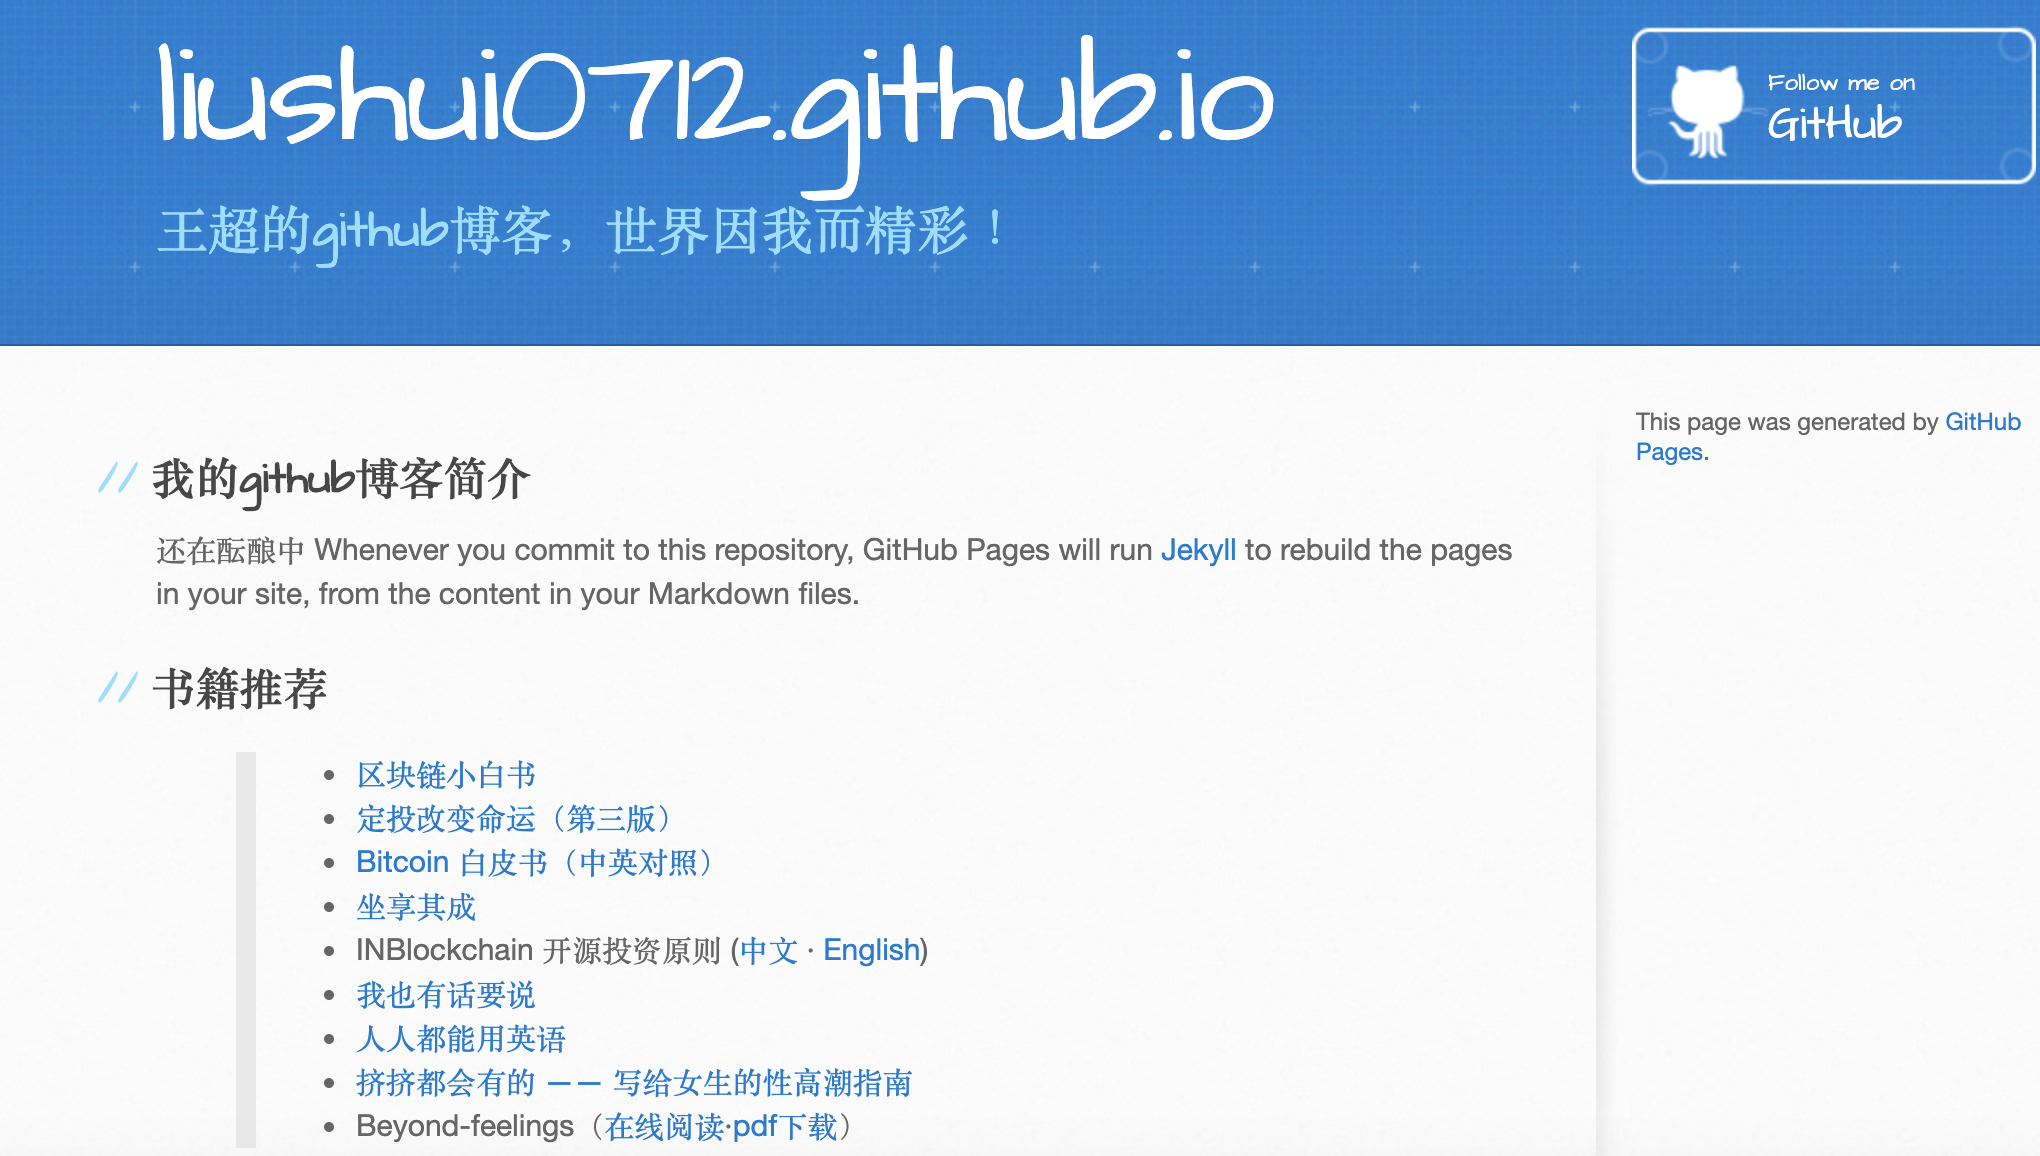 liushui0712.github.io
Follow me on
GitHub
王超的github博客，世界因我而精彩！
This page was generated by GitHub
Pages.
// 我的github博客简介
还在酝酿中 Whenever you commit to this repository, GitHub Pages will run Jekyll to rebuild the pages
in your site, from the content in your Markdown files.
// 书籍推荐
• 区块链小白书
• 定投改变命运（第三版）
• Bitcoin 白皮书（中英对照）
• 坐享其成
• INBlockchain 开源投资原则 (中文 · English)
• 我也有话要说
• 人人都能用英语
• 挤挤都会有的 —— 写给女生的性高潮指南
• Beyond-feelings（在线阅读·pdf下载）